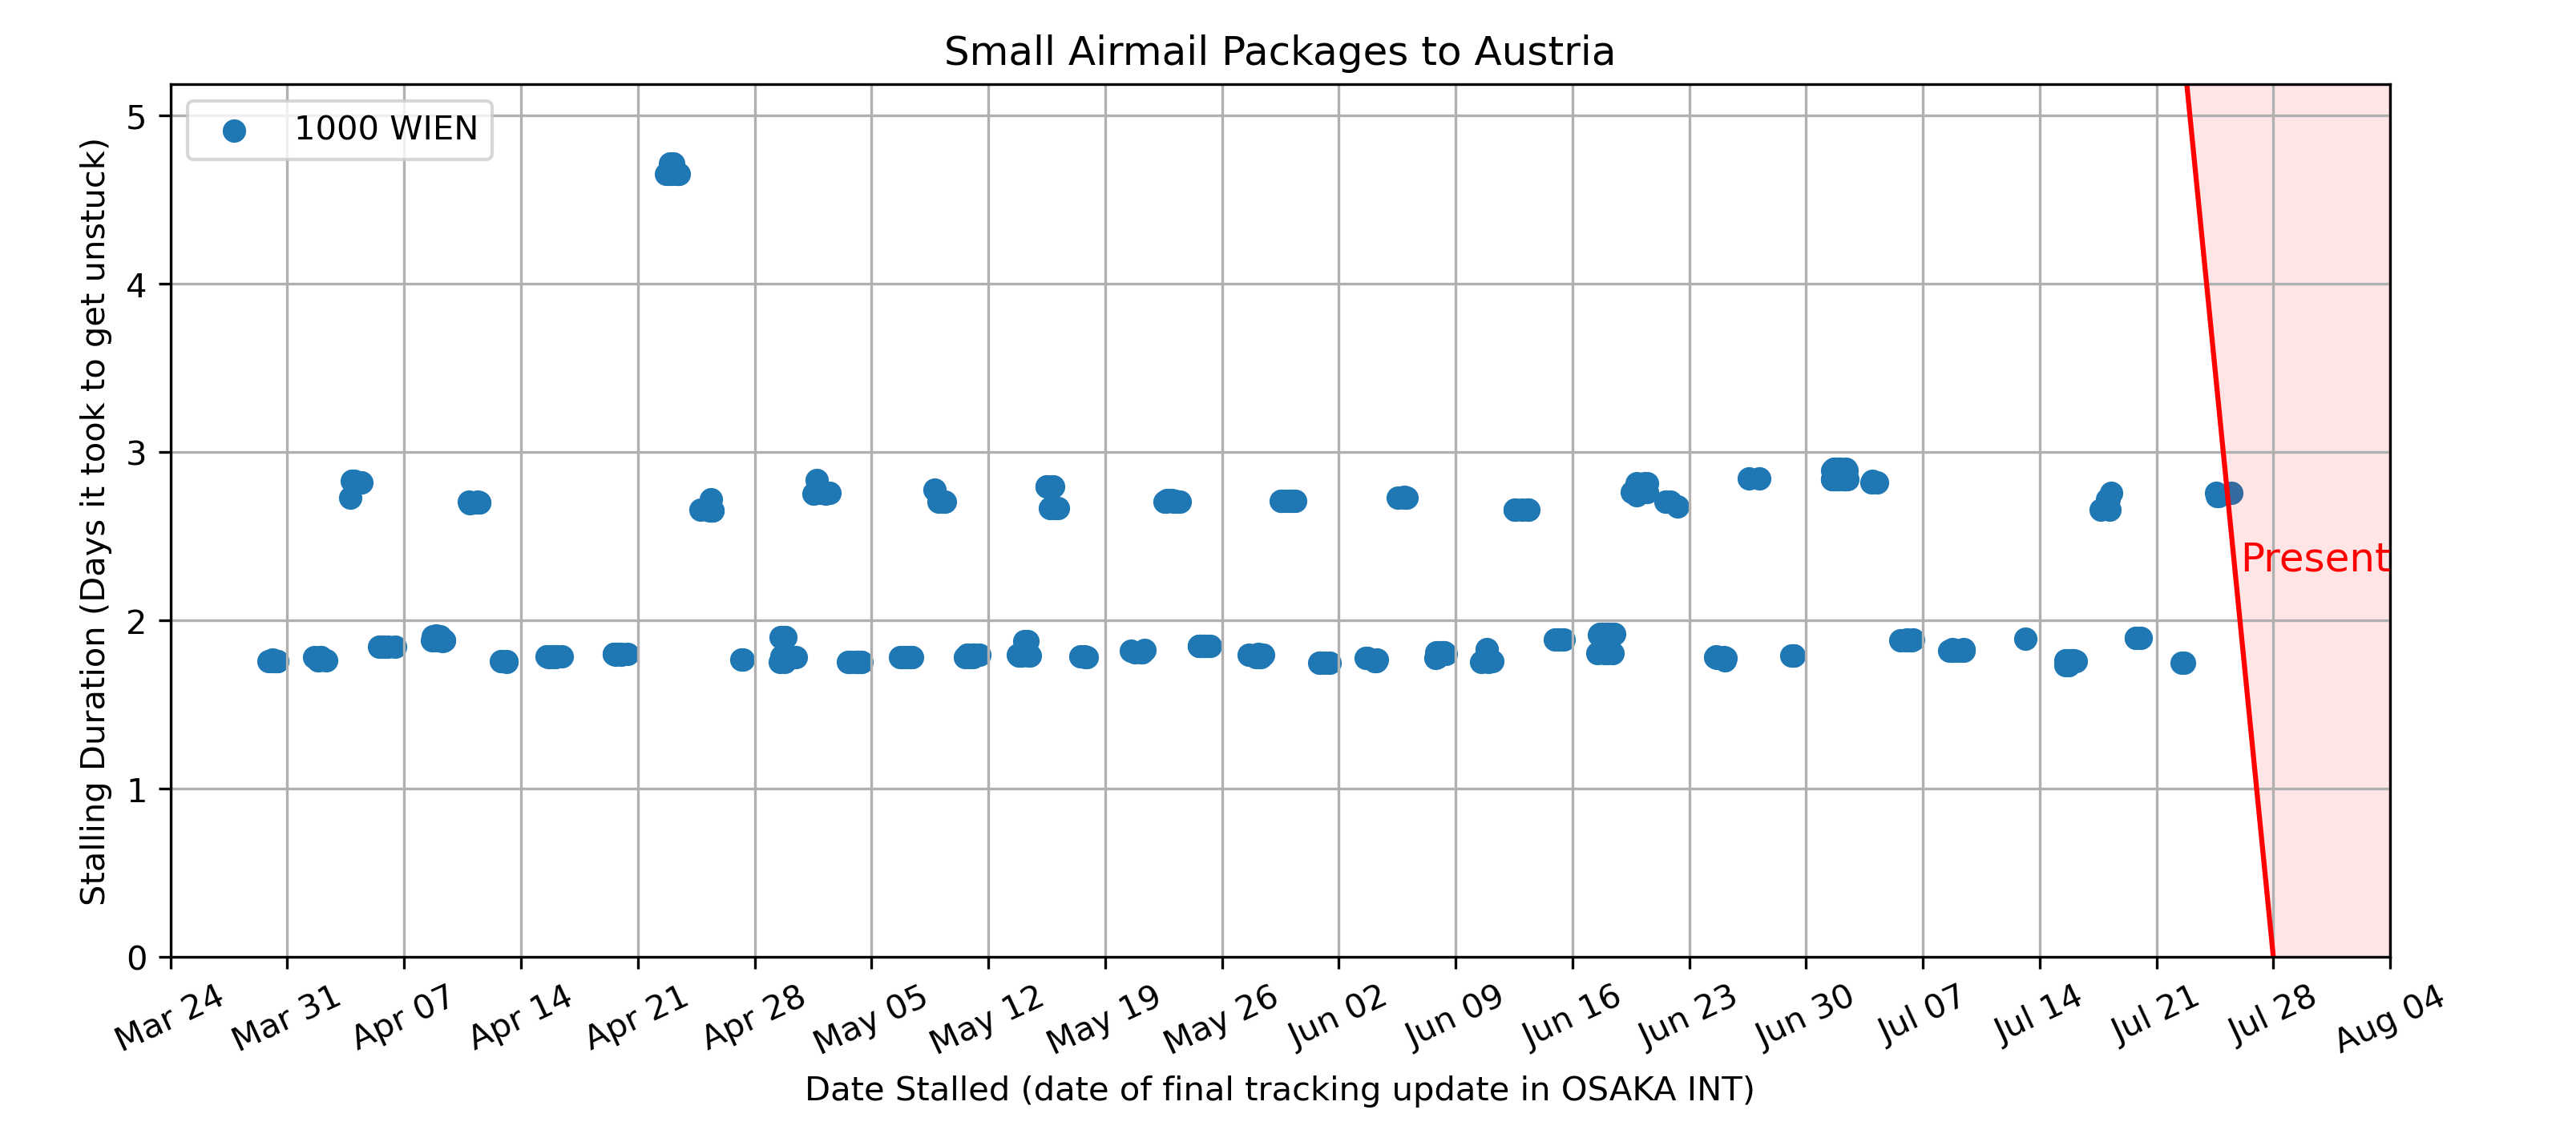 Small Airmail Packages to Austria
1000 WIEN
Stalling Duration (Days it took to get unstuck)
5
4
3
2
1
0
Present
Mar 24
Mar 31
Apr 07
Apr 14
Apr 21
Apr 28
May 05
May 12
May 19
May 26
Jun 02
Jun 09
Jun 16
Jun 23
Jun 30
Jul 07
Jul 14
Jul 21
Jul 28
Aug 04
Date Stalled (date of final tracking update in OSAKA INT)